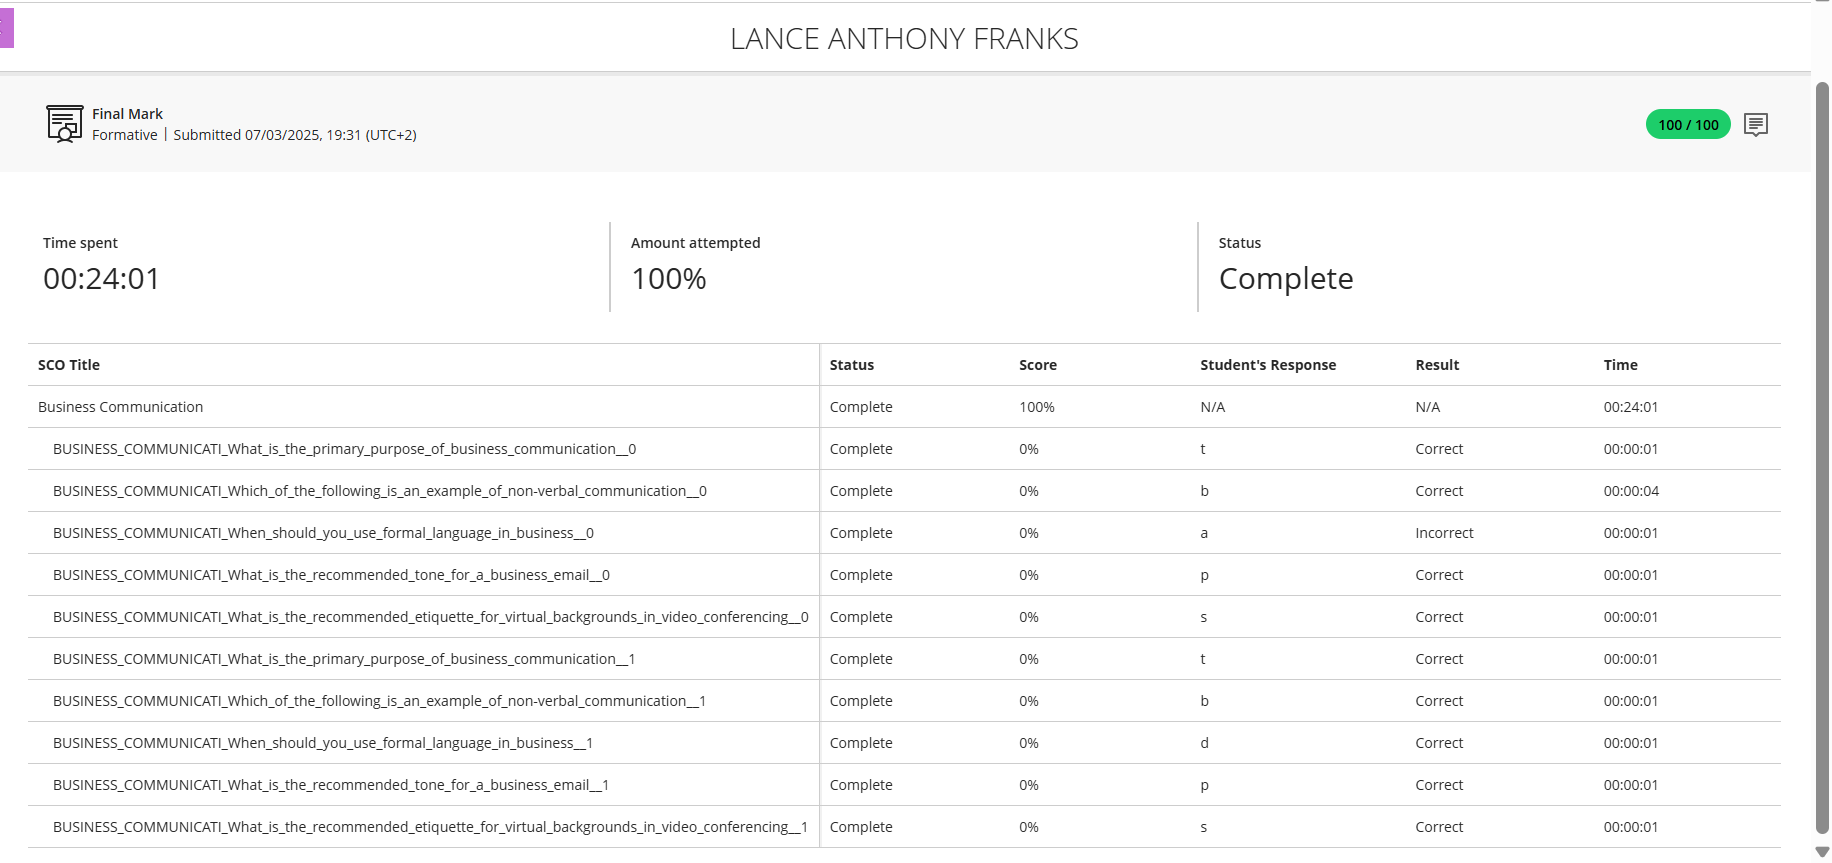 LANCE ANTHONY FRANKS
Final Mark
Formative | Submitted 07/03/2025, 19:31 (UTC+2)
100 / 100
Time spent
00:24:01
Amount attempted
100%
Status
Complete
SCO Title Status Score Student's Response Result Time
Business Communication Complete 100% N/A N/A 00:24:01
BUSINESS_COMMUNICATI_What_is_the_primary_purpose_of_business_communication__0 Complete 0% t Correct 00:00:01
BUSINESS_COMMUNICATI_Which_of_the_following_is_an_example_of_non-verbal_communication__0 Complete 0% b Correct 00:00:04
BUSINESS_COMMUNICATI_When_should_you_use_formal_language_in_business__0 Complete 0% a Incorrect 00:00:01
BUSINESS_COMMUNICATI_What_is_the_recommended_tone_for_a_business_email__0 Complete 0% p Correct 00:00:01
BUSINESS_COMMUNICATI_What_is_the_recommended_etiquette_for_virtual_backgrounds_in_video_conferencing__0 Complete 0% s Correct 00:00:01
BUSINESS_COMMUNICATI_What_is_the_primary_purpose_of_business_communication__1 Complete 0% t Correct 00:00:01
BUSINESS_COMMUNICATI_Which_of_the_following_is_an_example_of_non-verbal_communication__1 Complete 0% b Correct 00:00:01
BUSINESS_COMMUNICATI_When_should_you_use_formal_language_in_business__1 Complete 0% d Correct 00:00:01
BUSINESS_COMMUNICATI_What_is_the_recommended_tone_for_a_business_email__1 Complete 0% p Correct 00:00:01
BUSINESS_COMMUNICATI_What_is_the_recommended_etiquette_for_virtual_backgrounds_in_video_conferencing__1 Complete 0% s Correct 00:00:01